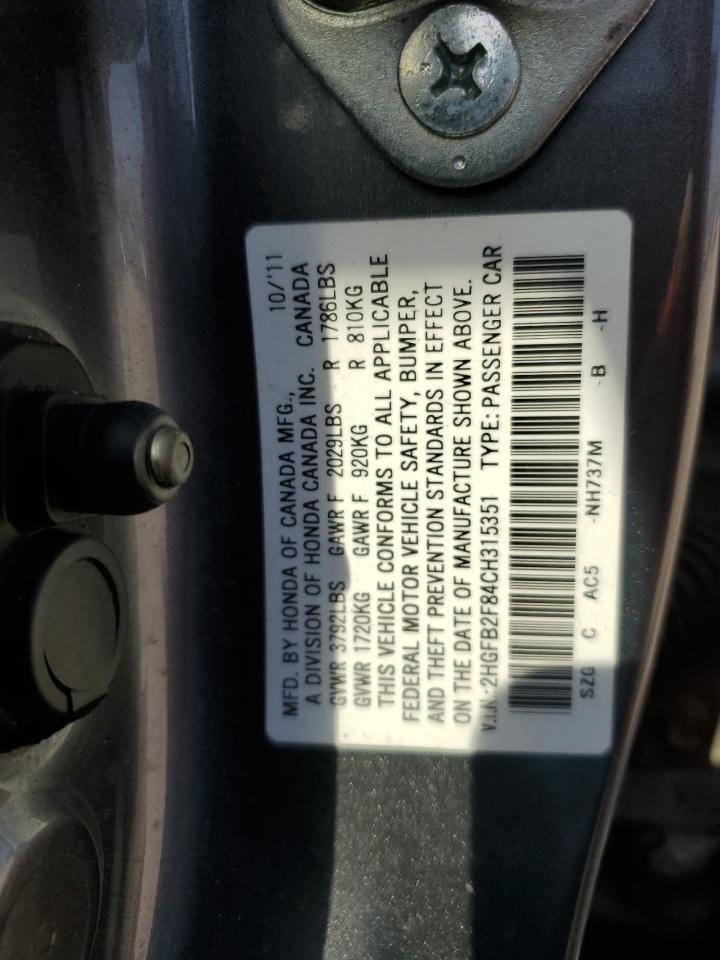 MFD. BY HONDA OF CANADA MFG., 10/'11
A DIVISION OF HONDA CANADA INC. CANADA
GVWR 3792LBS GAWR F 2029LBS R 1786LBS
GVWR 1720KG GAWR F 920KG R 810KG
THIS VEHICLE CONFORMS TO ALL APPLICABLE
FEDERAL MOTOR VEHICLE SAFETY, BUMPER,
AND THEFT PREVENTION STANDARDS IN EFFECT
ON THE DATE OF MANUFACTURE SHOWN ABOVE.
V.I.N.:2HGFB2F84CH315351 TYPE:PASSENGER CAR
SZG C AC5 -NH737M -B -H